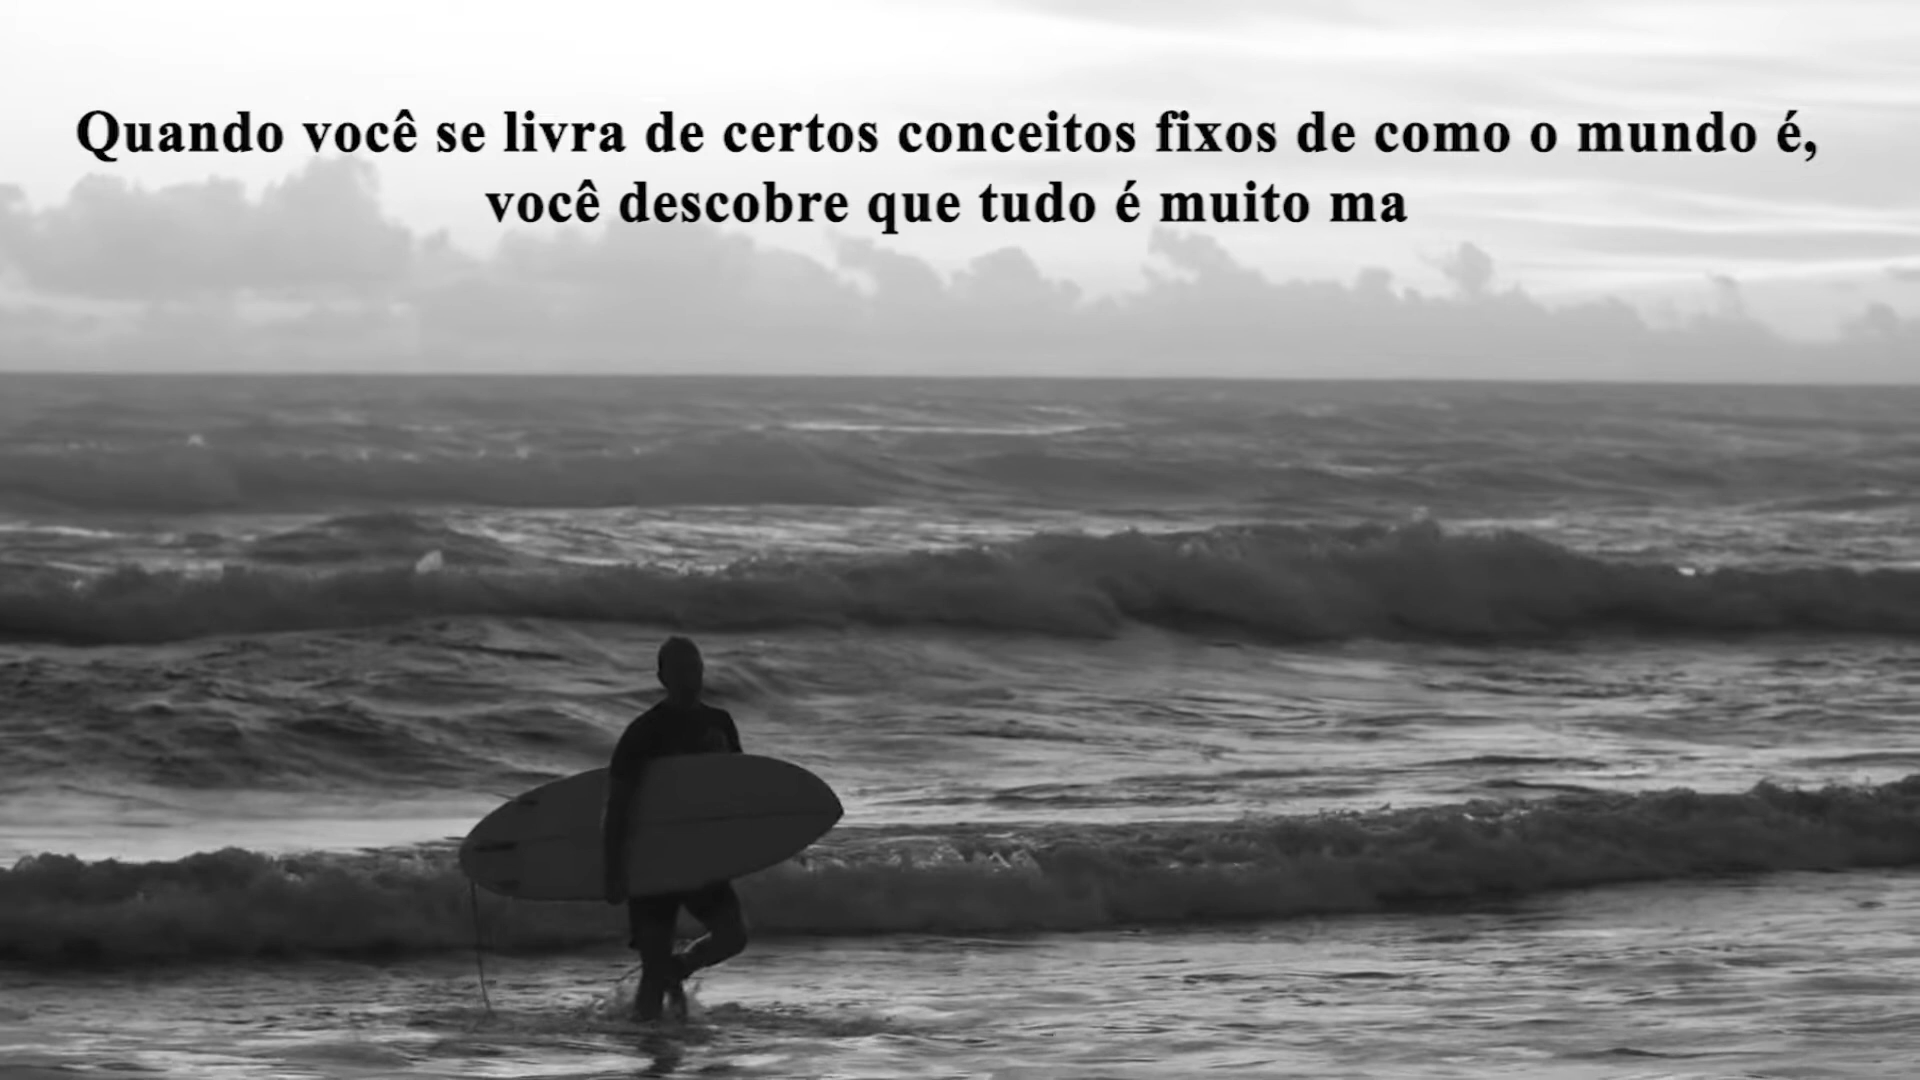 Quando você se livra de certos conceitos fixos de como o mundo é,
você descobre que tudo é muito ma